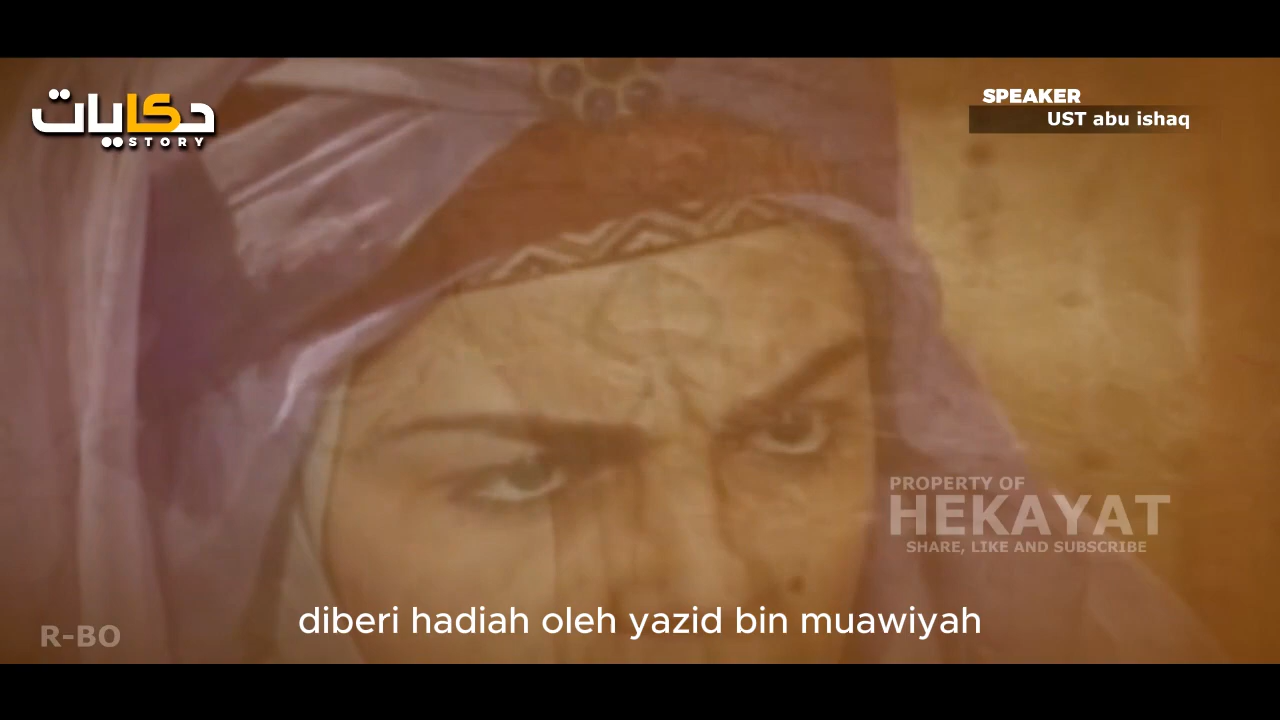 حكايات
STORY
SPEAKER
UST abu ishaq
PROPERTY OF
HEKAYAT
SHARE, LIKE AND SUBSCRIBE
diberi hadiah oleh yazid bin muawiyah
R-BO